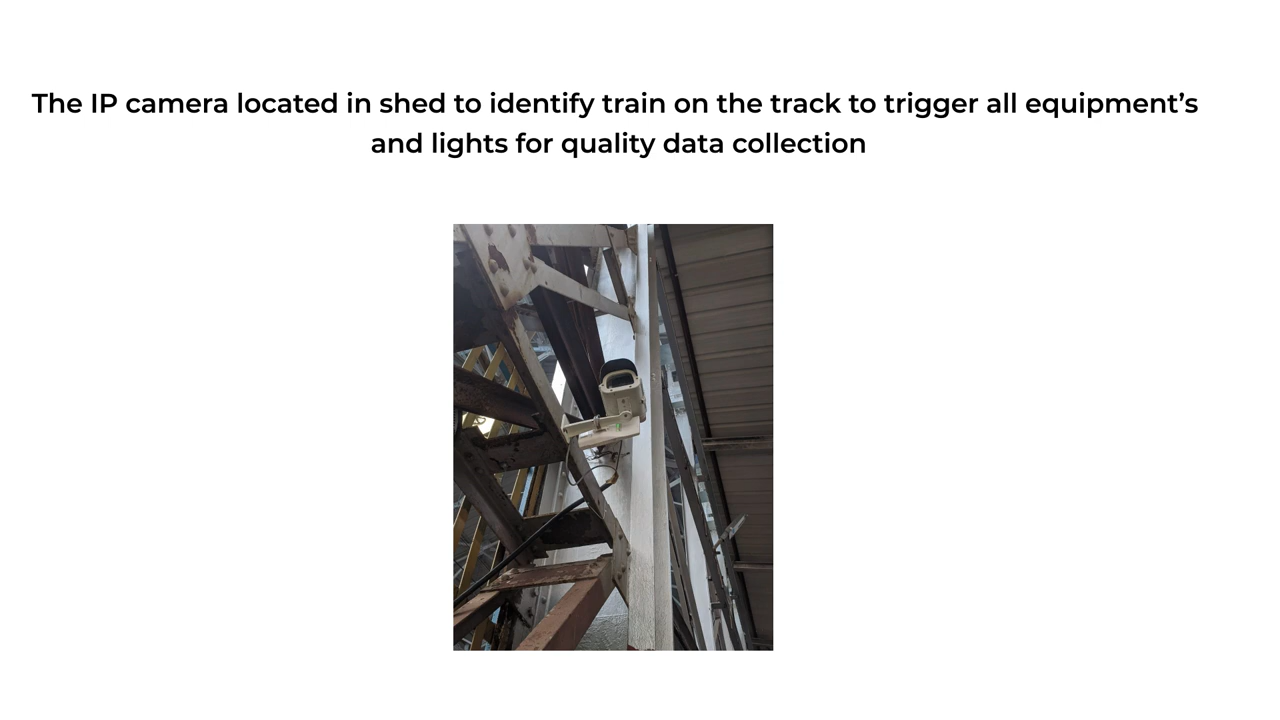 The IP camera located in shed to identify train on the track to trigger all equipment’s
and lights for quality data collection